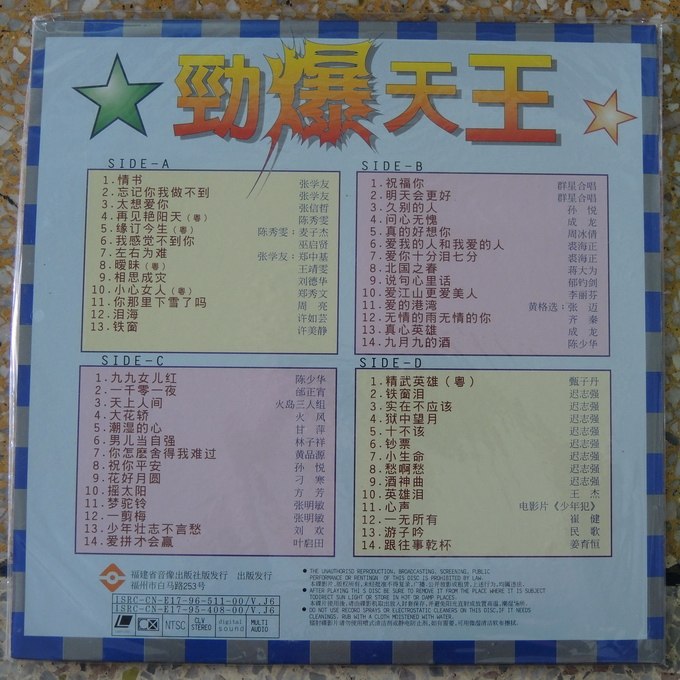 勁爆天王
SIDE-A
1.情书 张学友
2.忘记你我做不到 张学友
3.太想爱你 张信哲
4.再见艳阳天(粤) 陈秀雯
5.缘订今生(粤) 陈秀雯:麦子杰
6.我感觉不到你 巫启贤
7.左右为难 张学友:郑中基
8.暧昧(粤) 王靖雯
9.相思成灾 刘德华
10.小心女人(粤) 郑秀文
11.你那里下雪了吗 周亮
12.泪海 许如芸
13.铁窗 许美静
SIDE-B
1.祝福你 群星合唱
2.明天会更好 群星合唱
3.久别的人 孙悦
4.问心无愧 成龙
5.真的好想你 周冰倩
6.爱我的人和我爱的人 裘海正
7.爱你十分泪七分 裘海正
8.北国之春 蒋大为
9.说句心里话 郁钧剑
10.爱江山更爱美人 李丽芬
11.爱的港湾 黄格选:张迈
12.无情的雨无情的你 齐秦
13.真心英雄 成龙
14.九月九的酒 陈少华
SIDE-C
1.九九女儿红 陈少华
2.一千零一夜 邰正宵
3.天上人间 火岛三人组
4.大花轿 火风
5.潮湿的心 甘萍
6.男儿当自强 林子祥
7.你怎麽舍得我难过 黄品源
8.祝你平安 孙悦
9.花好月圆 刁寒
10.摇太阳 方芳
11.梦驼铃 张明敏
12.一剪梅 张明敏
13.少年壮志不言愁 刘欢
14.爱拼才会赢 叶启田
SIDE-D
1.精武英雄(粤) 甄子丹
2.铁窗泪 迟志强
3.实在不应该 迟志强
4.狱中望月 迟志强
5.十不该 迟志强
6.钞票 迟志强
7.小生命 迟志强
8.愁啊愁 迟志强
9.酒神曲 迟志强
10.英雄泪 王杰
11.心声 电影片《少年犯》
12.一无所有 崔健
13.游子吟 民歌
14.跟往事乾杯 姜育恒
福建省音像出版社版发行 出版发行
福州市白马路253号
ISRC-CN-E17-96-511-00/V.J6
ISRC-CN-E17-95-408-00/V.J6
NTSC
CLV STEREO
digital sound
MULTI AUDIO
THE UNAUTHORISED REPRODUCTION, BROADCASTING, SCREENING, PUBLIC
PERFORMANCE OR RENTINGN OF THIS DISC IS PROHIBITED BY LAW.
AFTER PLAYING THIS DISC BE SURE TO REMOVE IT FROM THE PLACE WHERE IT IS SUBJECT
TODIRECT SUN LIGHT OR STORE IN HOT OR DAMP PLACES.
DO NOT USE RECORD SPRAYS OR ELECTROSTATIC CLEANERS ON THIS DISC.IF IT NEEDS
CLEANINGS, RUB WITH A CLOTH MOISTENED WITH WATER.